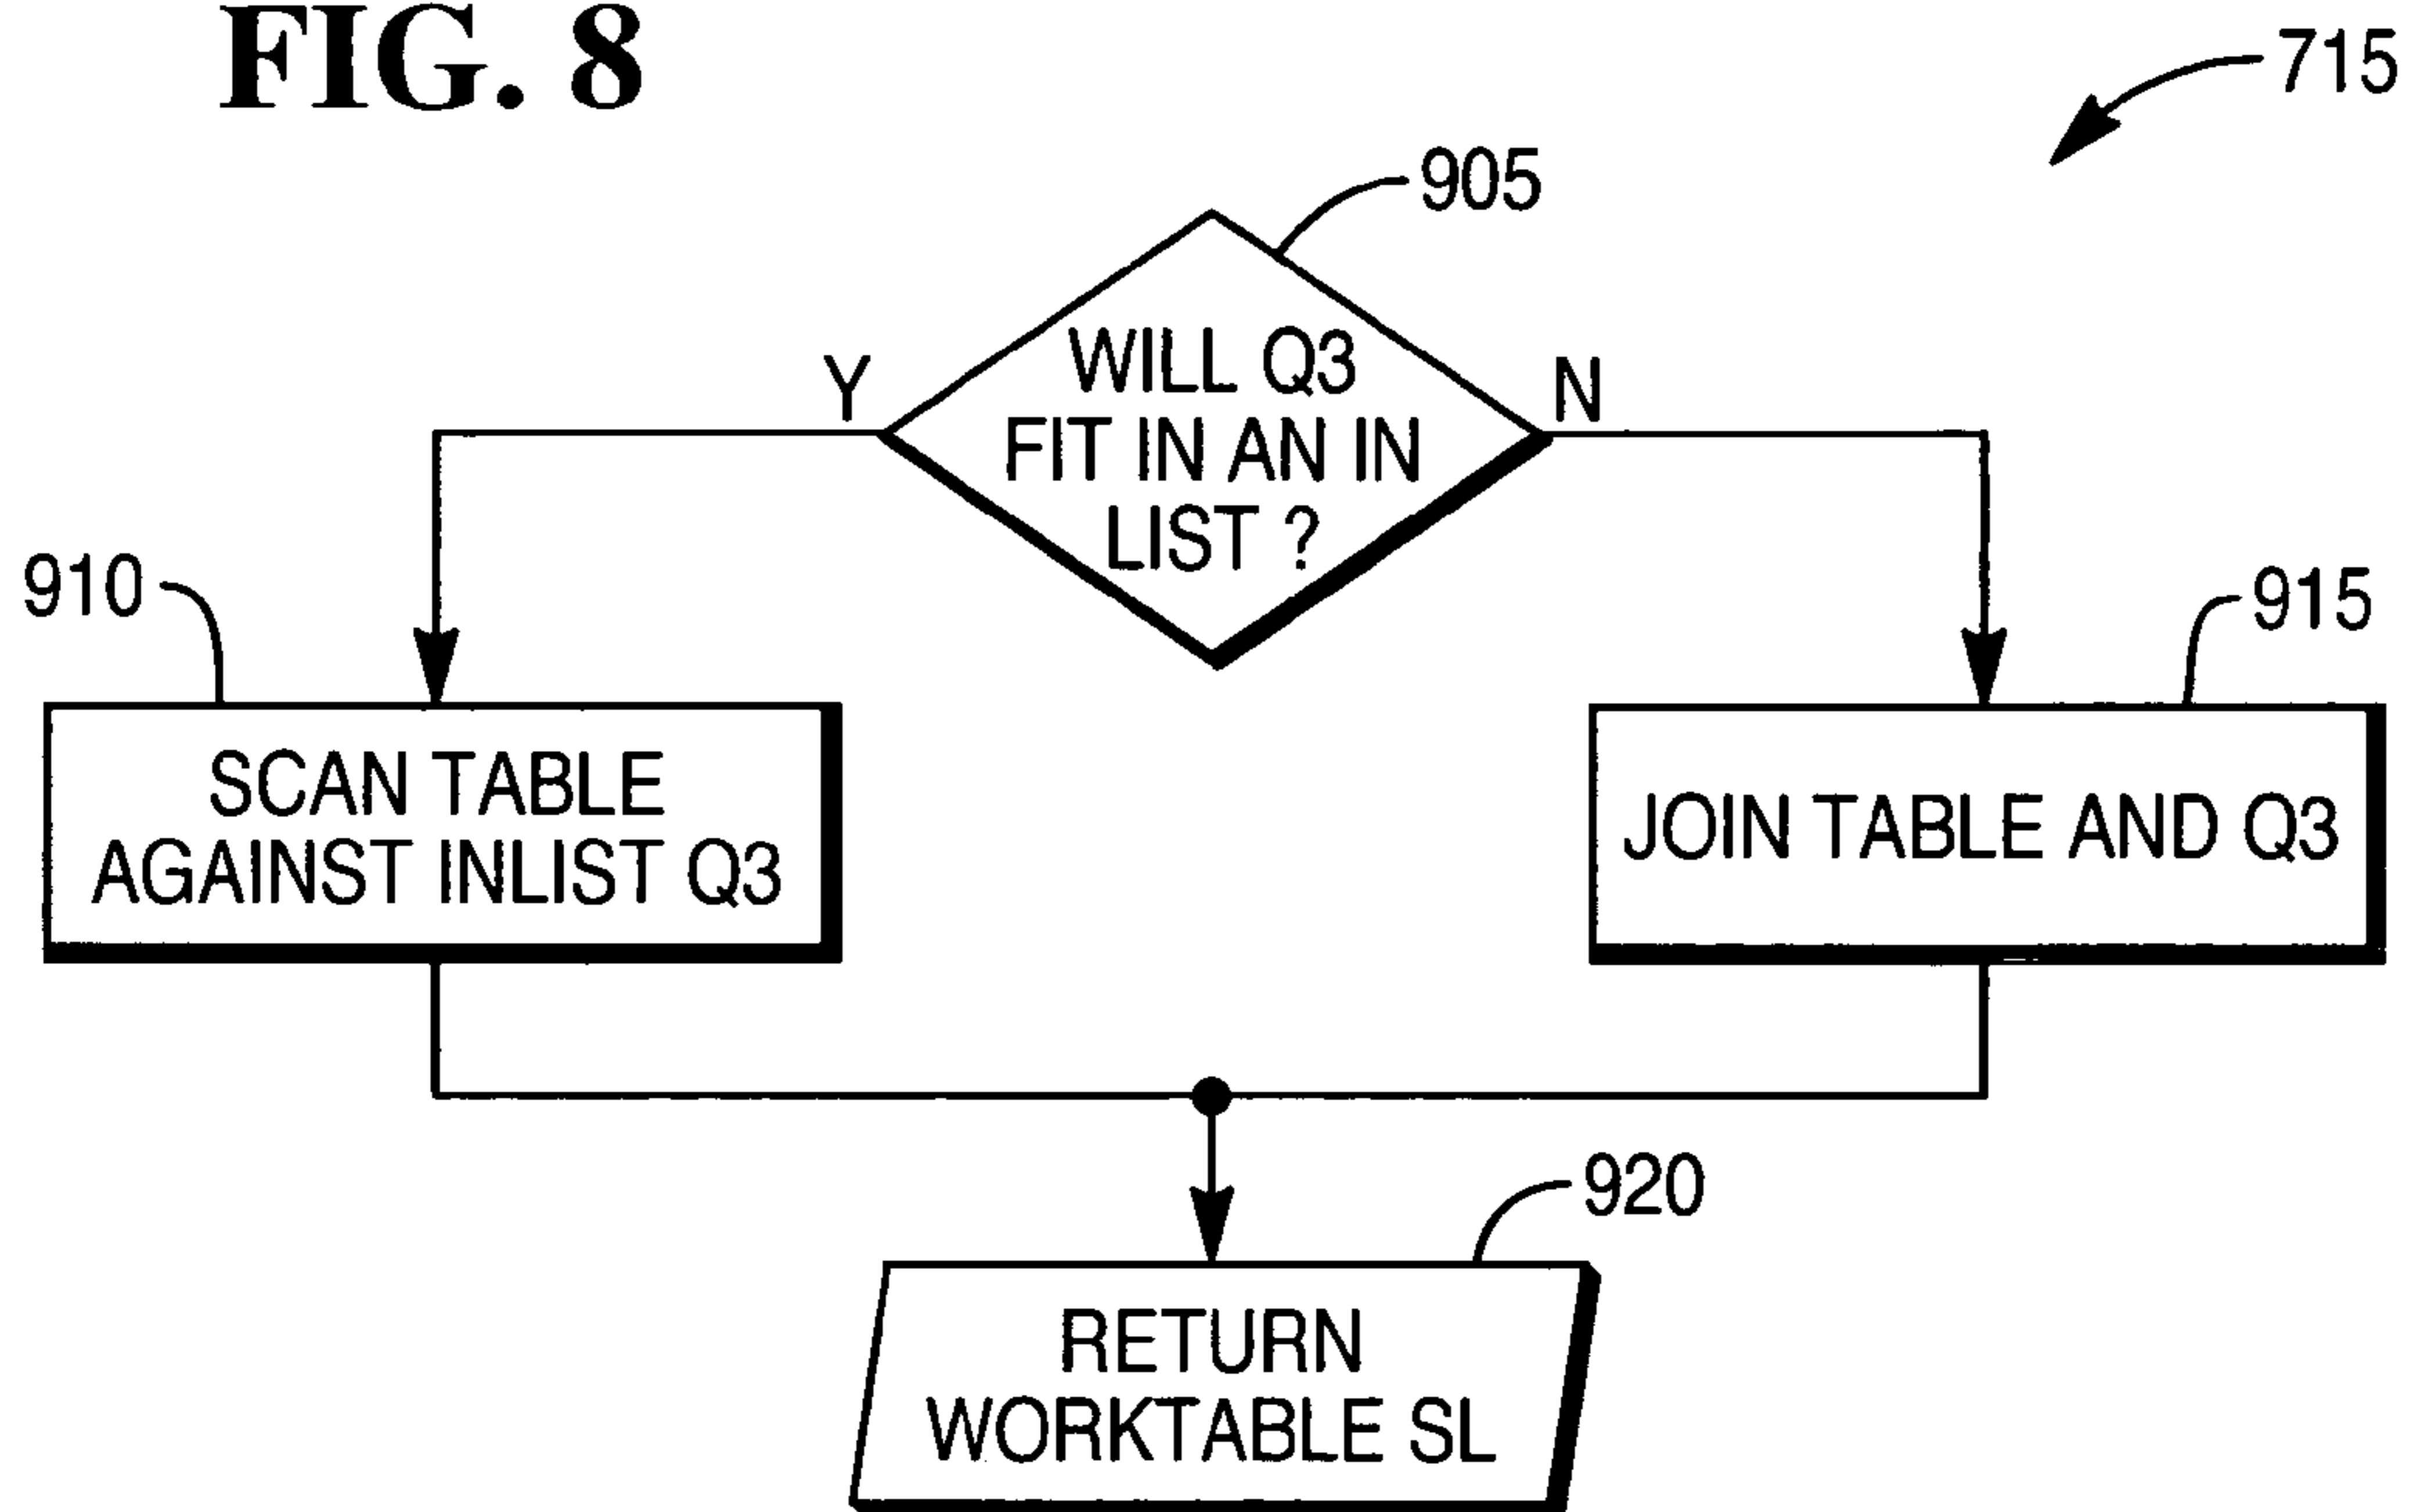 FIG. 8
715
905
WILL Q3
FIT IN AN IN
LIST ?
Y
N
910
915
SCAN TABLE
AGAINST INLIST Q3
JOIN TABLE AND Q3
920
RETURN
WORKTABLE SL